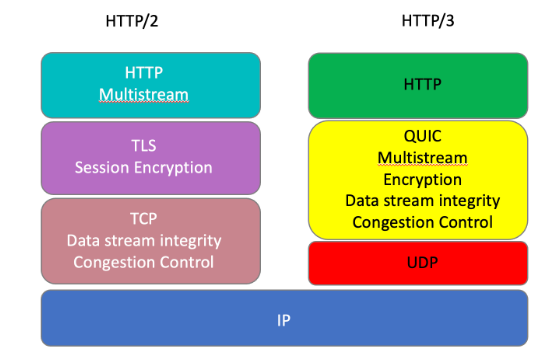 HTTP/2
HTTP
Multistream
TLS
Session Encryption
TCP
Data stream integrity
Congestion Control
HTTP/3
HTTP
QUIC
Multistream
Encryption
Data stream integrity
Congestion Control
UDP
IP